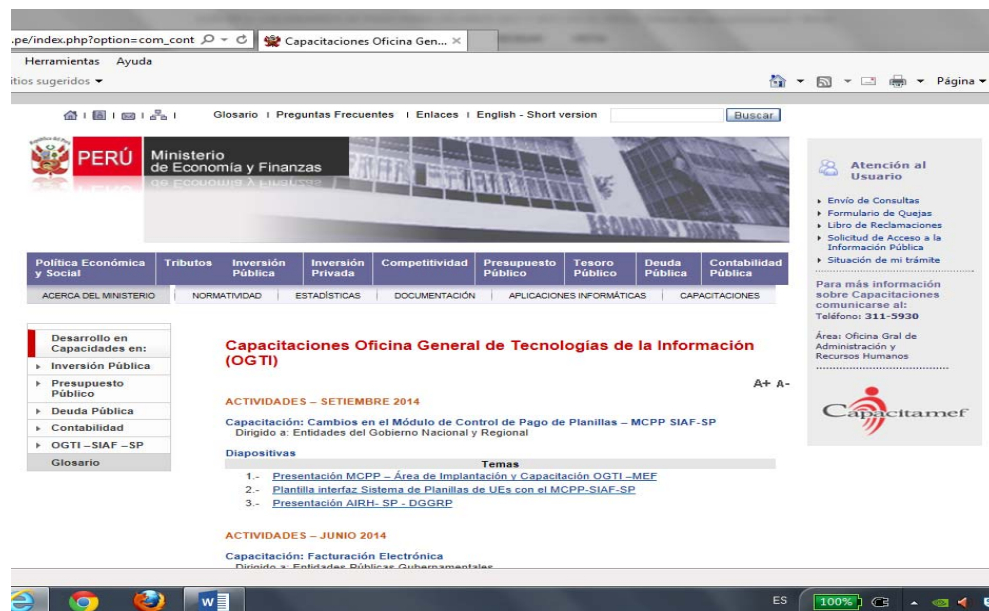 .pe/index.php?option=com_cont
Capacitaciones Oficina Gen...
Herramientas Ayuda
itios sugeridos
Página
Glosario | Preguntas Frecuentes | Enlaces | English - Short version
Buscar
PERÚ
Ministerio
de Economía y Finanzas
Política Económica
y Social
Tributos
Inversión
Pública
Inversión
Privada
Competitividad
Presupuesto
Público
Tesoro
Público
Deuda
Pública
Contabilidad
Pública
ACERCA DEL MINISTERIO | NORMATIVIDAD | ESTADÍSTICAS | DOCUMENTACIÓN | APLICACIONES INFORMÁTICAS | CAPACITACIONES
Desarrollo en
Capacidades en:
Inversión Pública
Presupuesto
Público
Deuda Pública
Contabilidad
OGTI –SIAF –SP
Glosario
Capacitaciones Oficina General de Tecnologías de la Información
(OGTI)
A+ A-
ACTIVIDADES – SETIEMBRE 2014
Capacitación: Cambios en el Módulo de Control de Pago de Planillas – MCPP SIAF-SP
Dirigido a: Entidades del Gobierno Nacional y Regional
Diapositivas
Temas
1.- Presentación MCPP – Área de Implantación y Capacitación OGTI –MEF
2.- Plantilla interfaz Sistema de Planillas de UEs con el MCPP-SIAF-SP
3.- Presentación AIRH- SP - DGGRP
ACTIVIDADES – JUNIO 2014
Capacitación: Facturación Electrónica
Dirigido a: Entidades Públicas Gubernamentales
Atención al
Usuario
Envío de Consultas
Formulario de Quejas
Libro de Reclamaciones
Solicitud de Acceso a la
Información Pública
Situación de mi trámite
Para más información
sobre Capacitaciones
comunicarse al:
Teléfono: 311-5930
Área: Oficina Gral de
Administración y
Recursos Humanos
Capacitamef
ES
100%